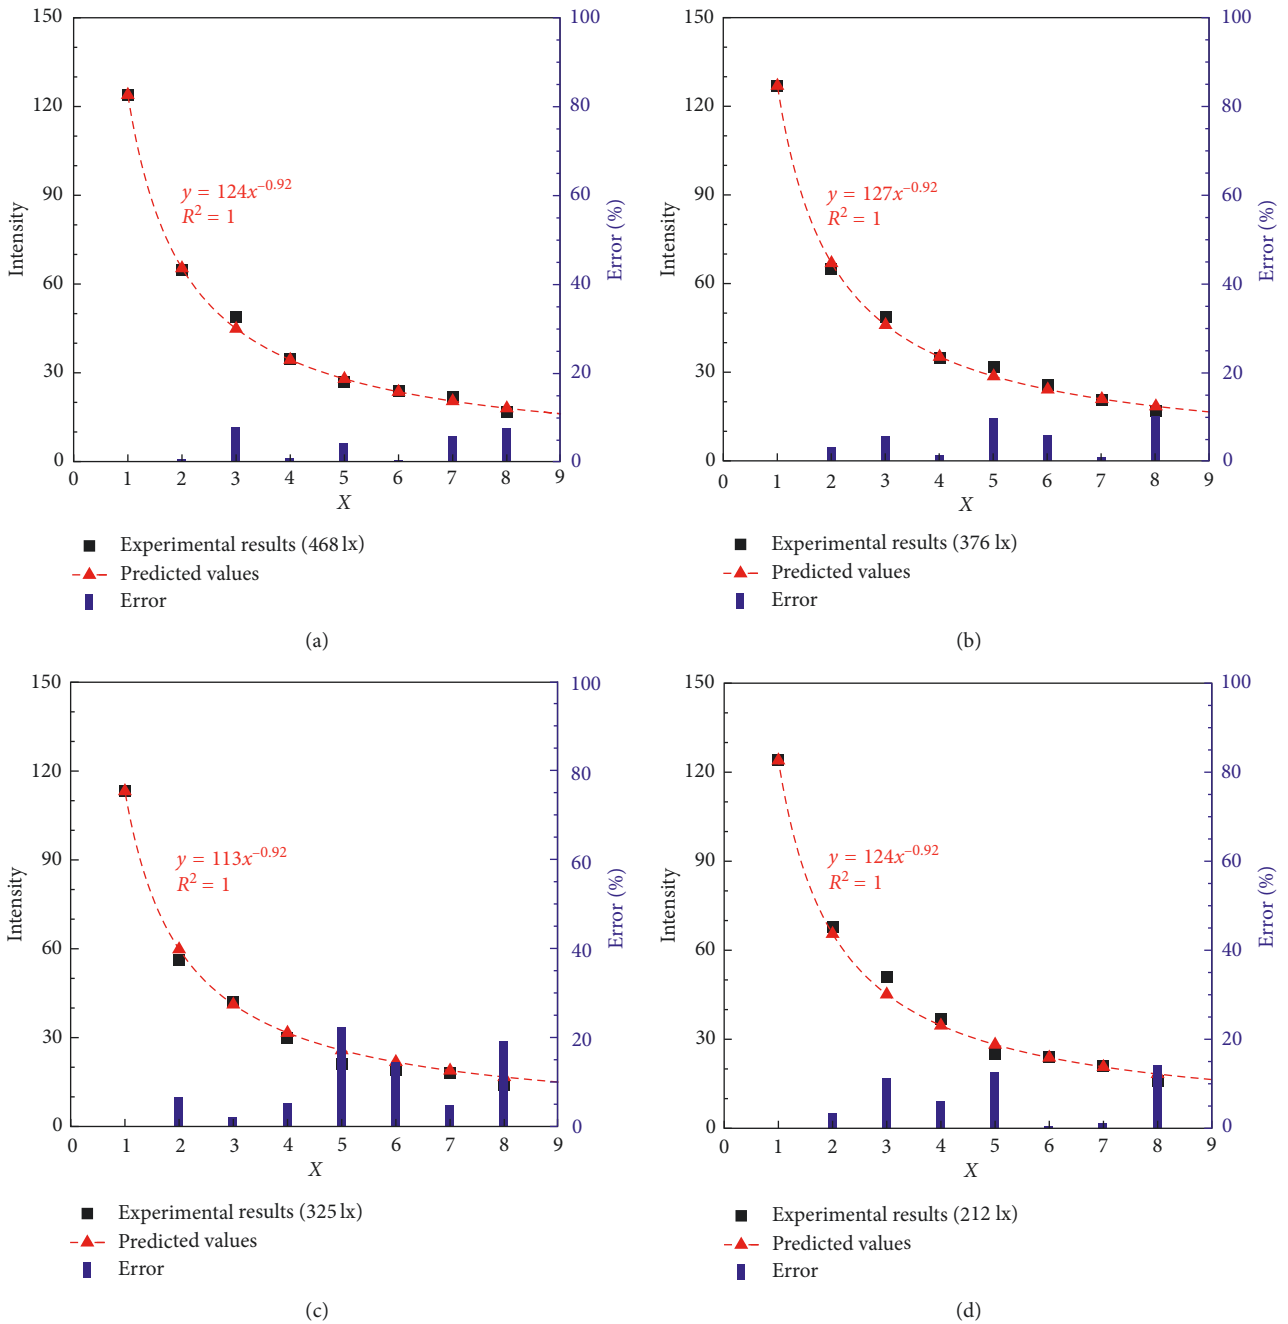 150
120
90
60
30
0
Intensity
100
80
60
40
20
0
Error (%)
y = 124x^−0.92
R² = 1
0 1 2 3 4 5 6 7 8 9
X
Experimental results (468 lx)
Predicted values
Error
(a)
150
120
90
60
30
0
Intensity
100
80
60
40
20
0
Error (%)
y = 127x^−0.92
R² = 1
0 1 2 3 4 5 6 7 8 9
X
Experimental results (376 lx)
Predicted values
Error
(b)
150
120
90
60
30
0
Intensity
100
80
60
40
20
0
Error (%)
y = 113x^−0.92
R² = 1
0 1 2 3 4 5 6 7 8 9
X
Experimental results (325 lx)
Predicted values
Error
(c)
150
120
90
60
30
0
Intensity
100
80
60
40
20
0
Error (%)
y = 124x^−0.92
R² = 1
0 1 2 3 4 5 6 7 8 9
X
Experimental results (212 lx)
Predicted values
Error
(d)